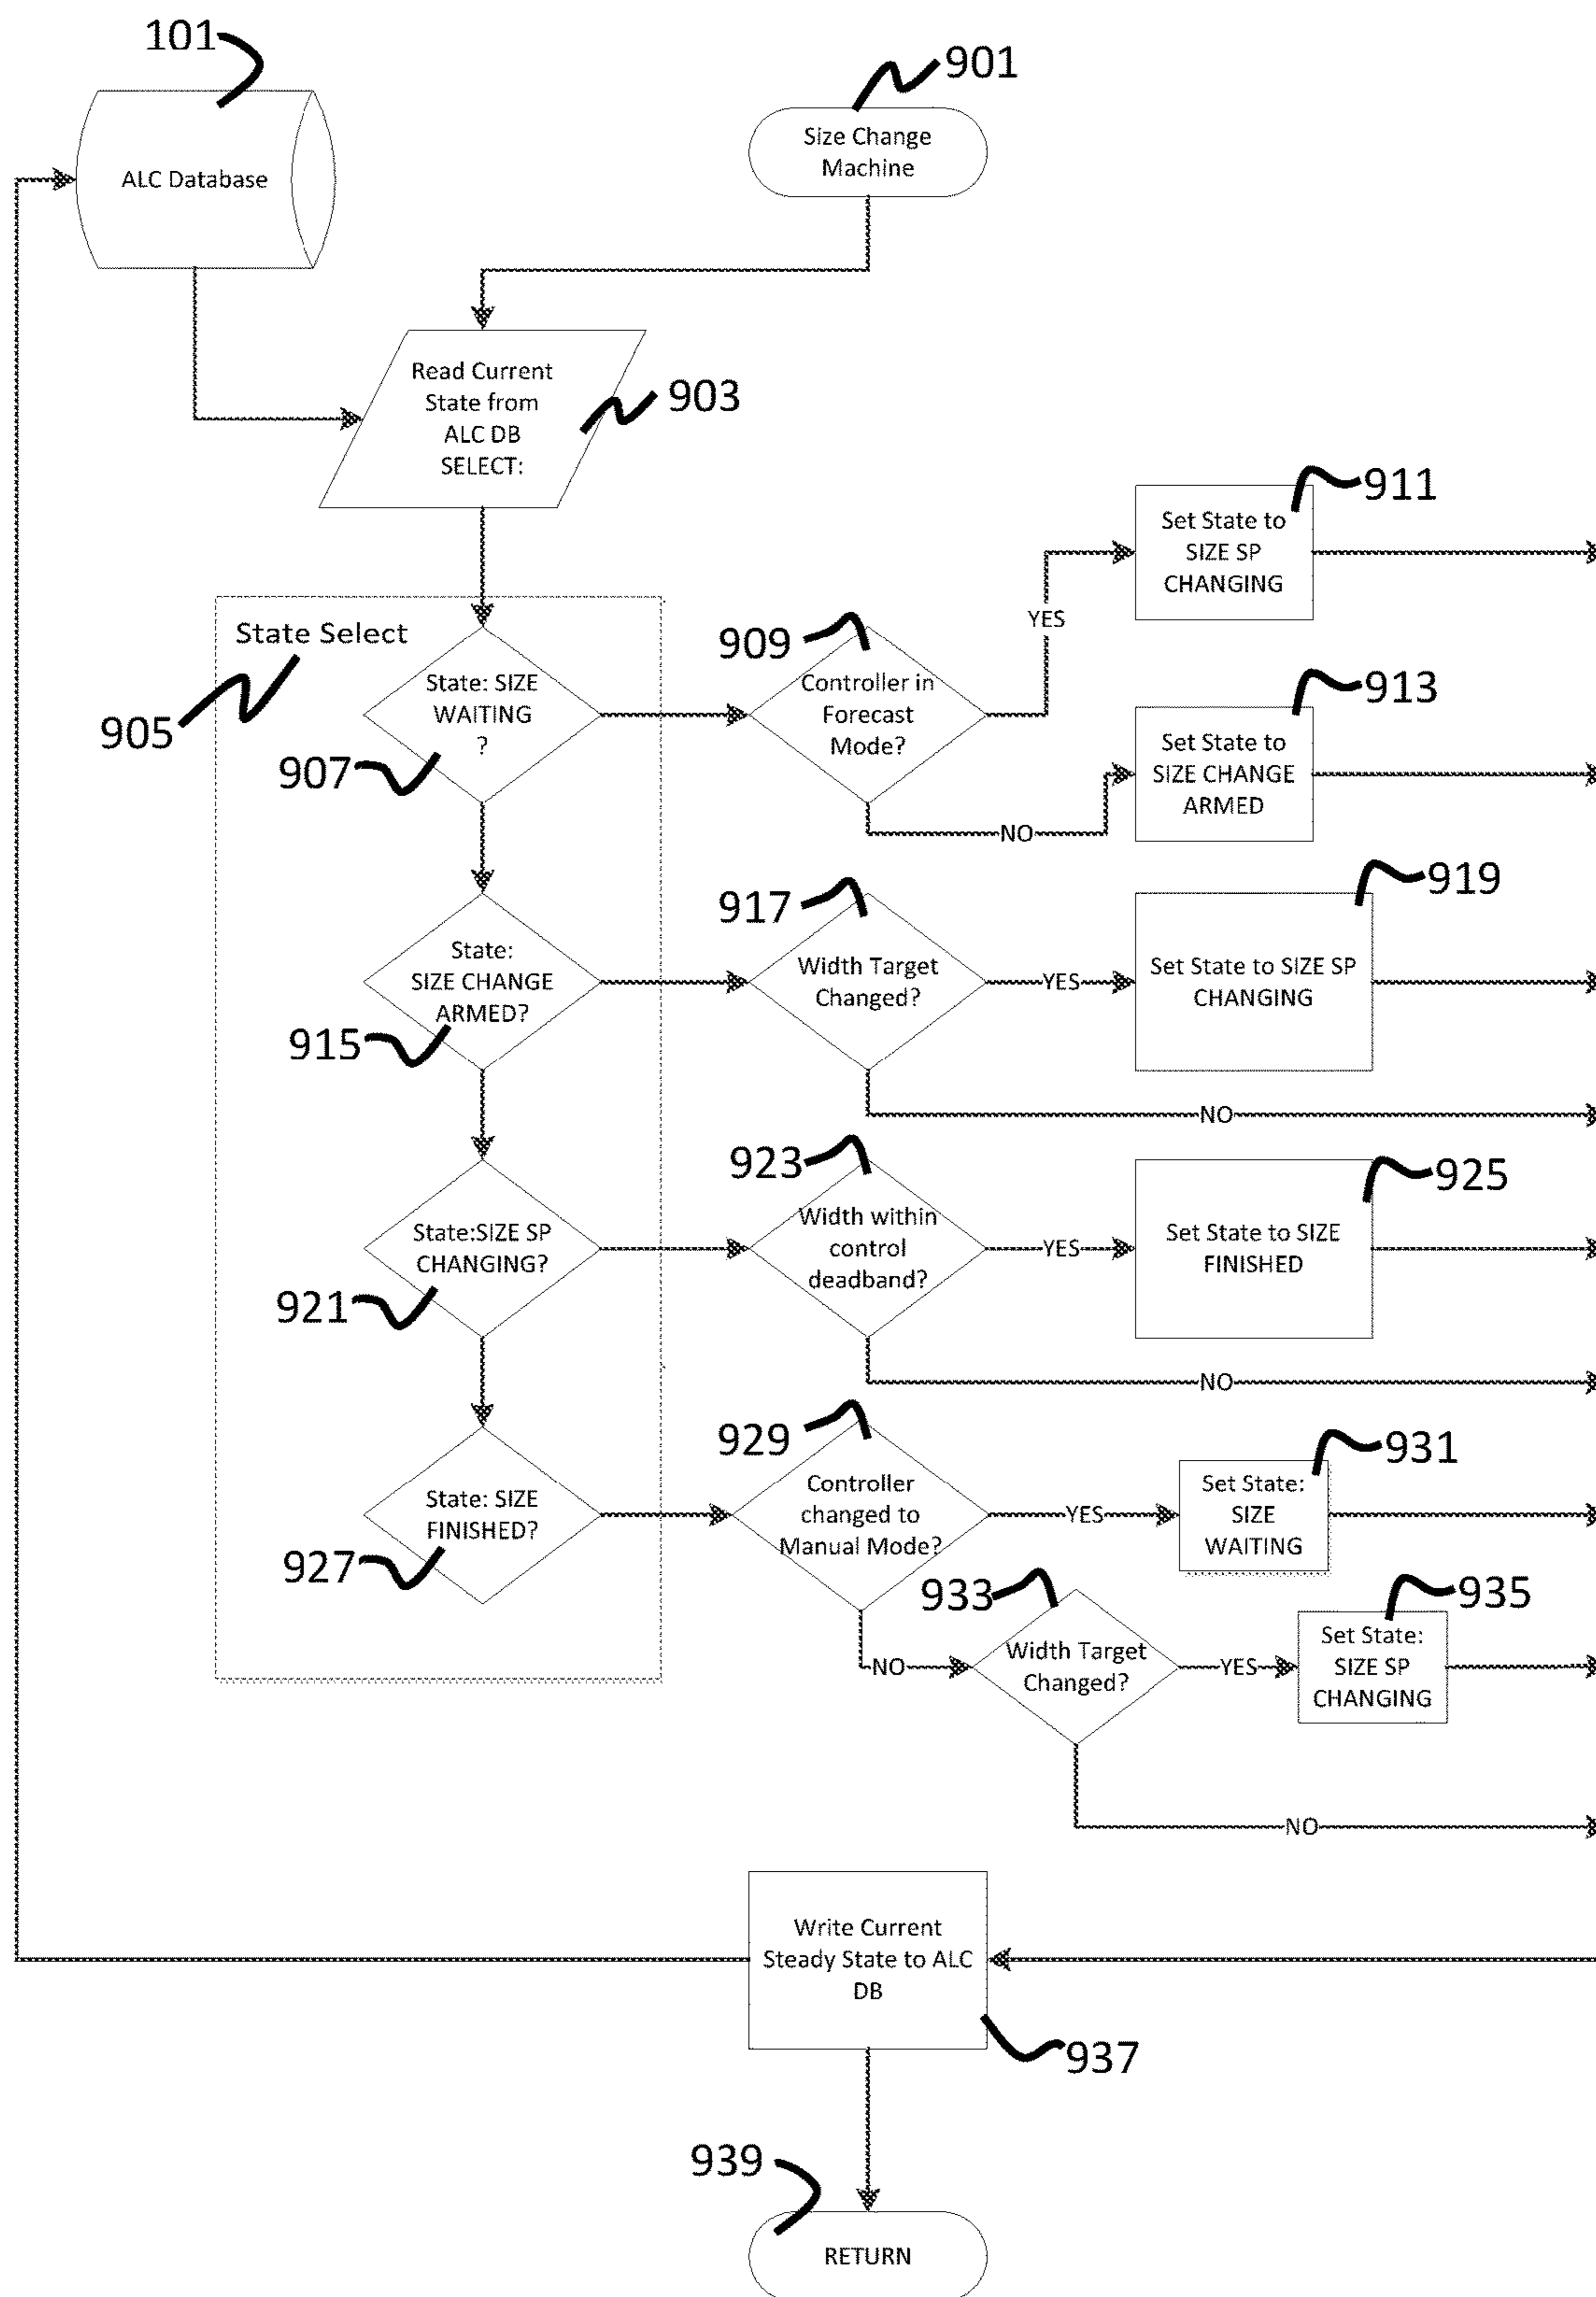 101
901
Size Change
Machine
ALC Database
Read Current
State from
ALC DB
SELECT:
903
911
Set State to
SIZE SP
CHANGING
State Select
905
State: SIZE
WAITING
?
907
909
Controller in
Forecast
Mode?
YES
NO
913
Set State to
SIZE CHANGE
ARMED
State:
SIZE CHANGE
ARMED?
915
917
Width Target
Changed?
YES
NO
919
Set State to SIZE SP
CHANGING
State:SIZE SP
CHANGING?
921
923
Width within
control
deadband?
YES
NO
925
Set State to SIZE
FINISHED
State: SIZE
FINISHED?
927
929
Controller
changed to
Manual Mode?
YES
NO
931
Set State:
SIZE
WAITING
933
Width Target
Changed?
YES
NO
935
Set State:
SIZE SP
CHANGING
Write Current
Steady State to ALC
DB
937
939
RETURN